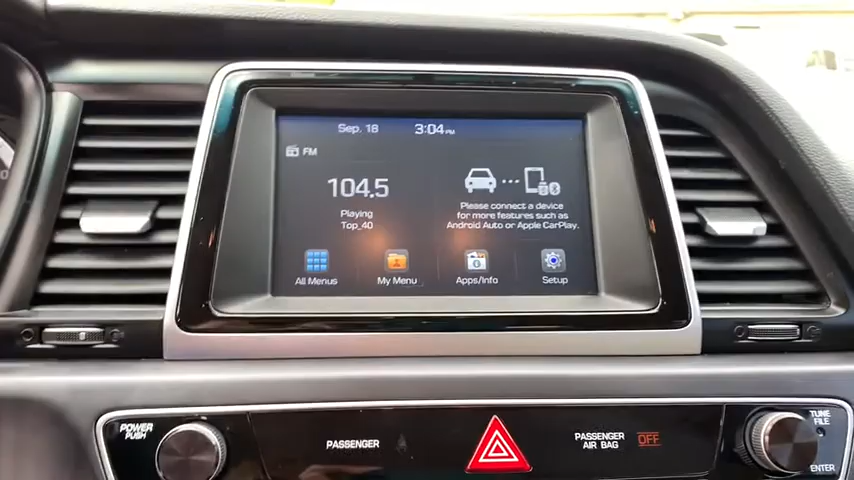 Sep. 18
3:04 PM
FM
104.5
Playing
Top_40
Please connect a device
for more features such as
Android Auto or Apple CarPlay.
All Menus
My Menu
Apps/Info
Setup
POWER
PUSH
PASSENGER
PASSENGER
AIR BAG
OFF
TUNE
FILE
ENTER